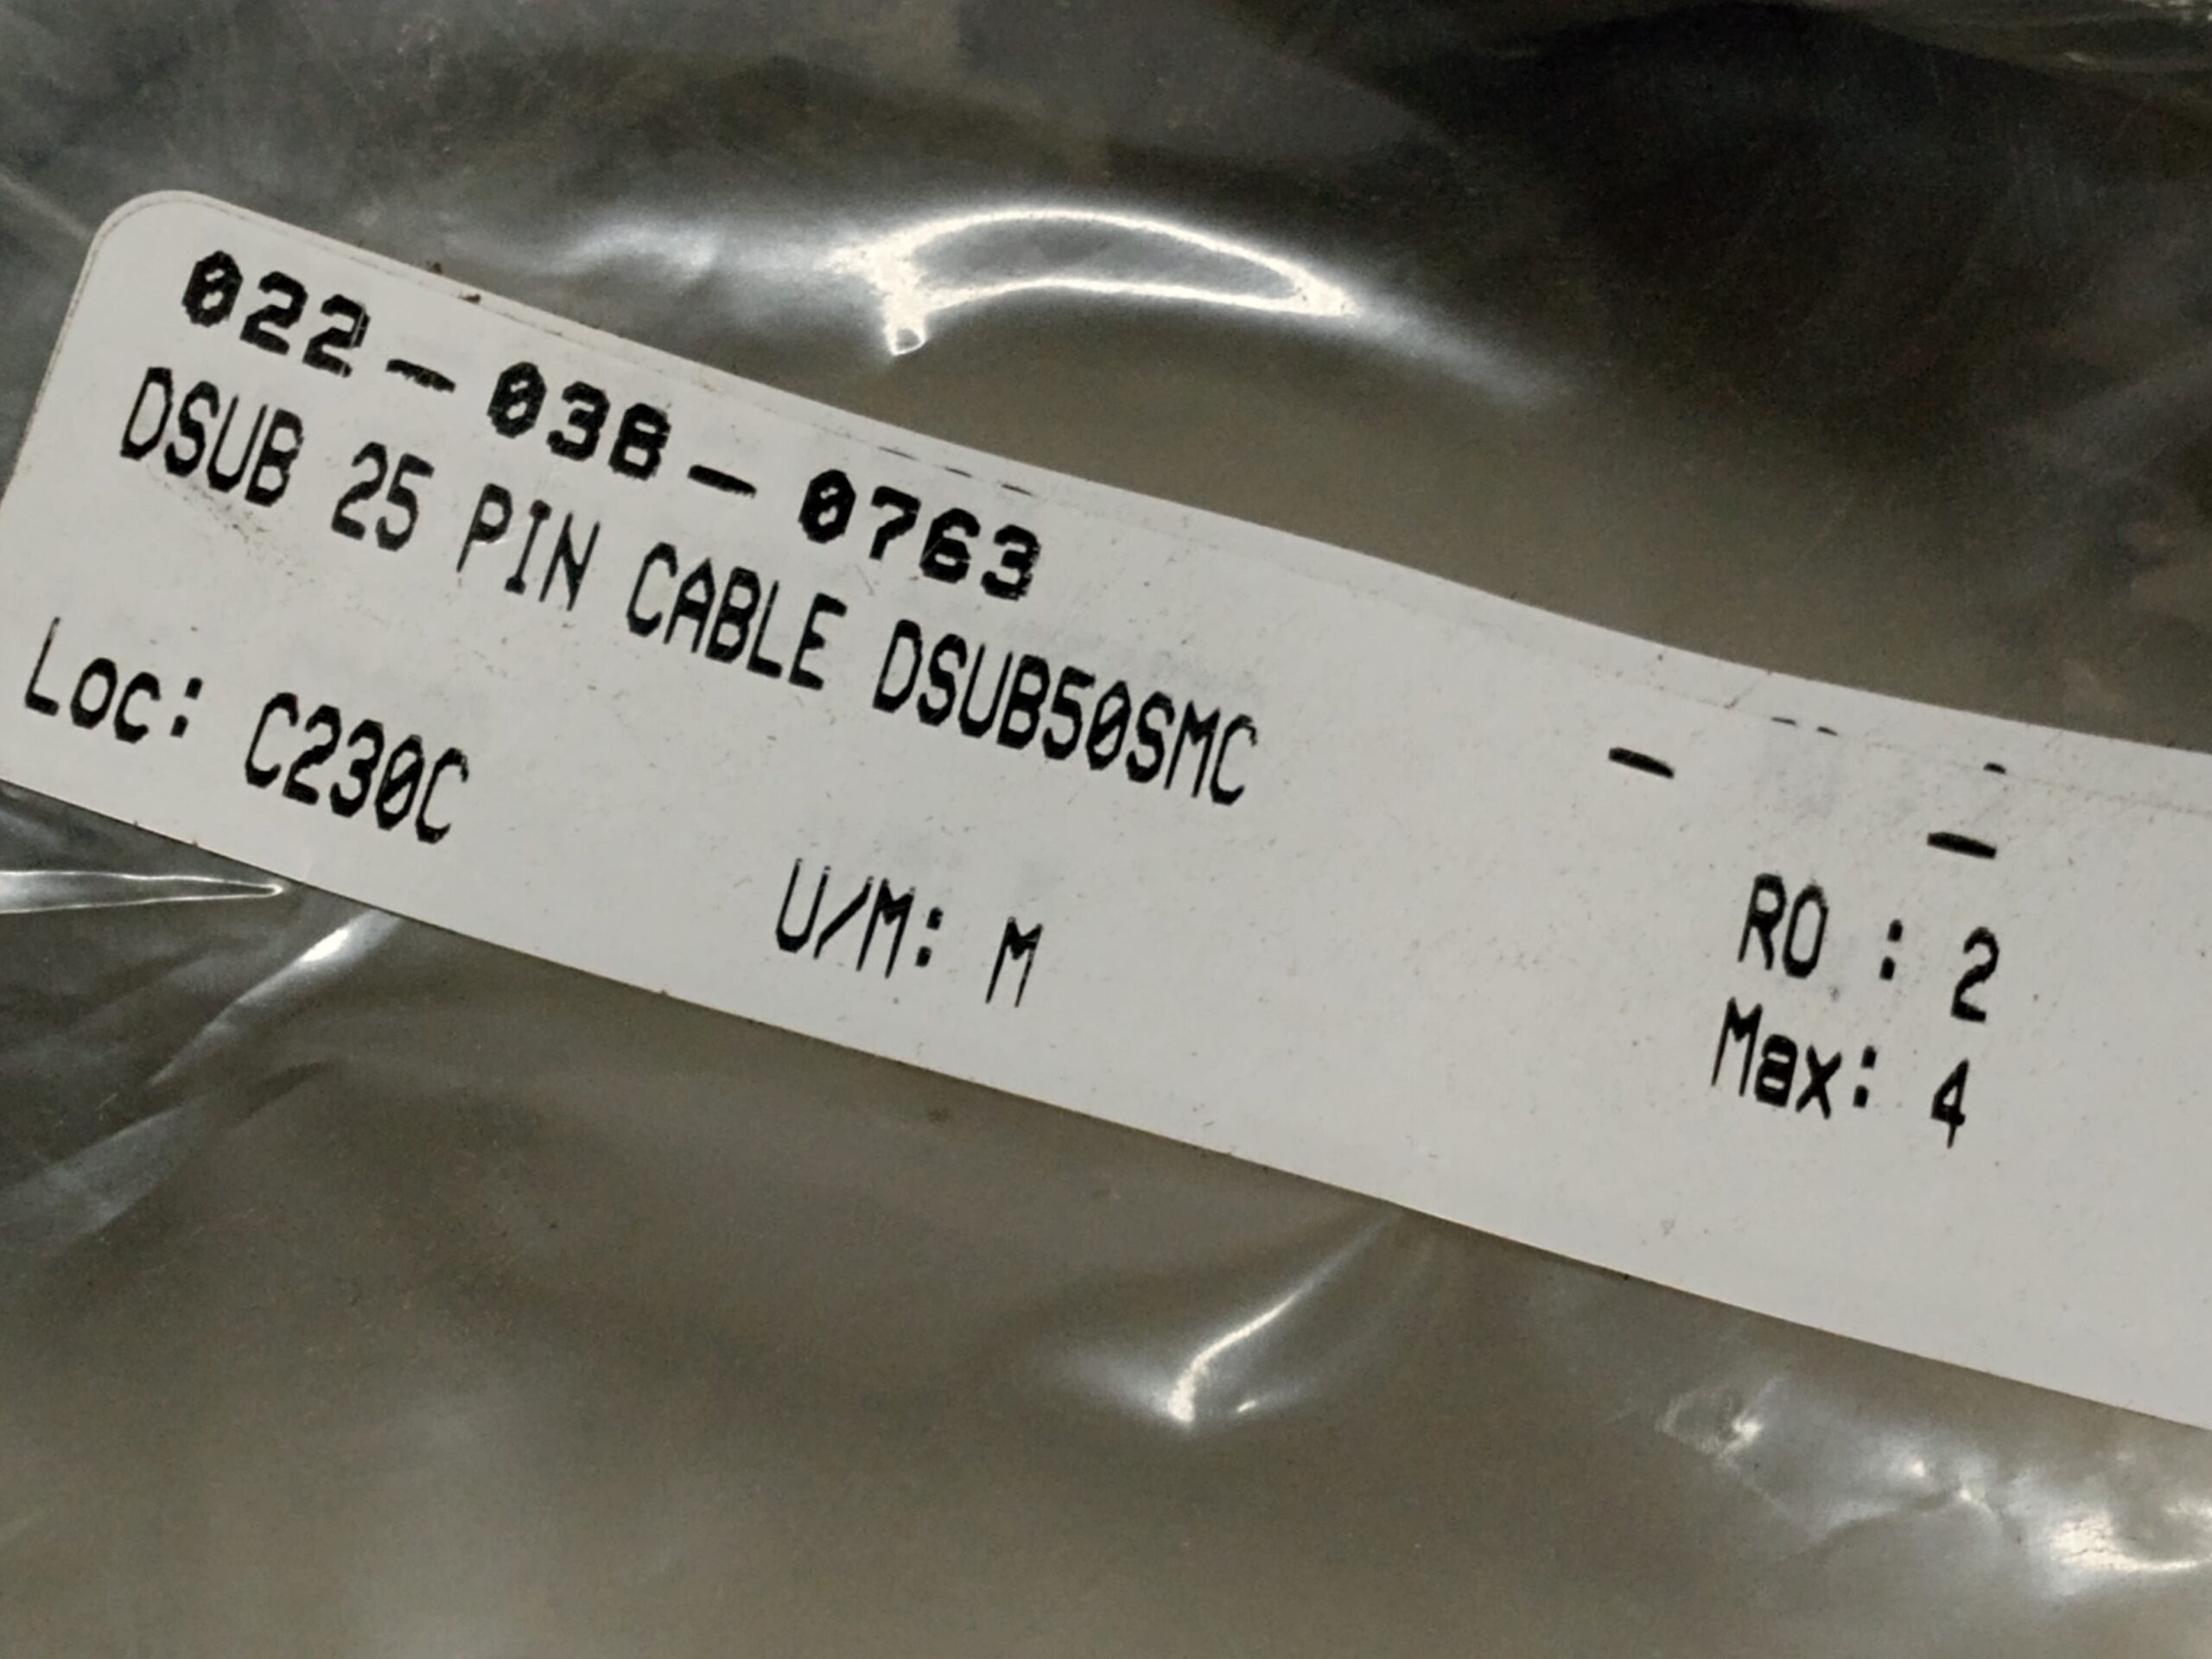 022-038-0763
DSUB 25 PIN CABLE DSUB50SMC
Loc: C230C
U/M: M
RO : 2
Max: 4